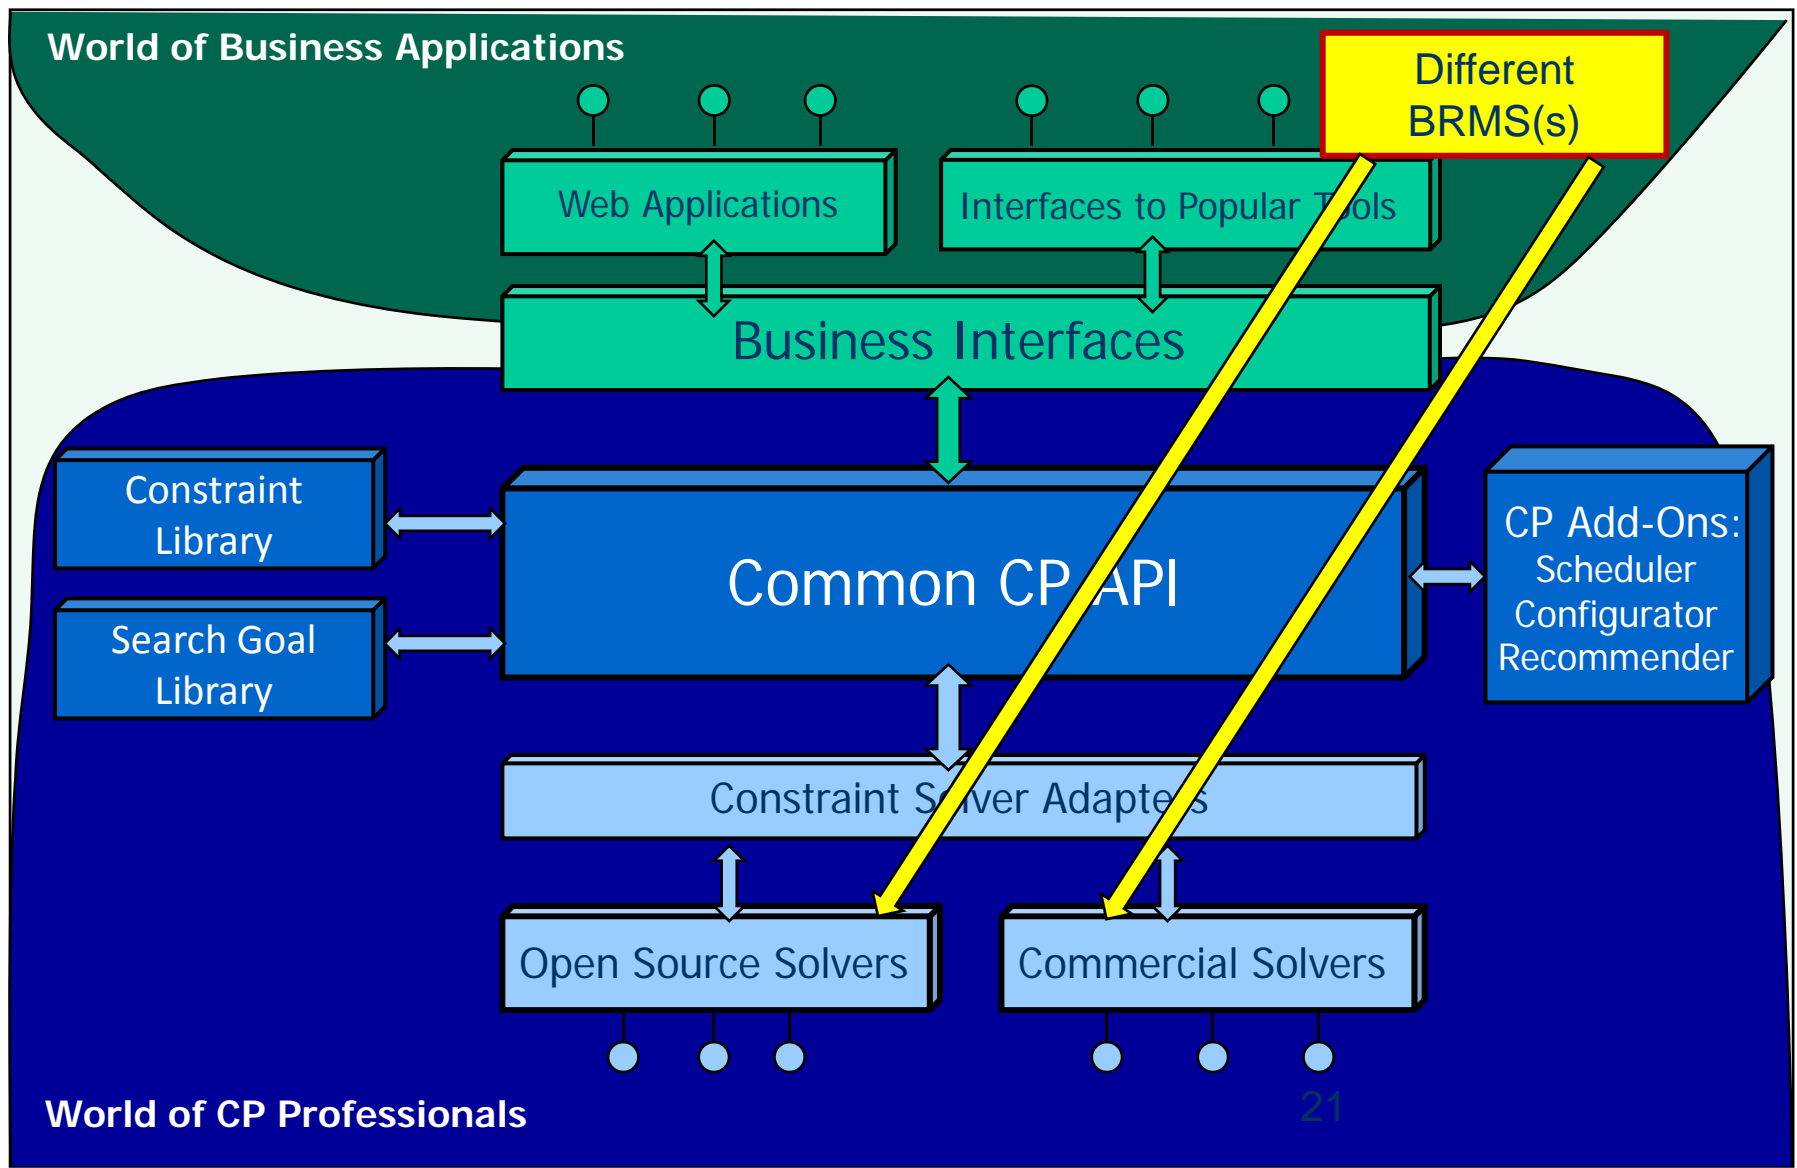 World of Business Applications
Different
BRMS(s)
Web Applications
Interfaces to Popular Tools
Business Interfaces
Constraint
Library
Search Goal
Library
Common CP API
CP Add-Ons:
Scheduler
Configurator
Recommender
Constraint Solver Adapters
Open Source Solvers
Commercial Solvers
World of CP Professionals
21